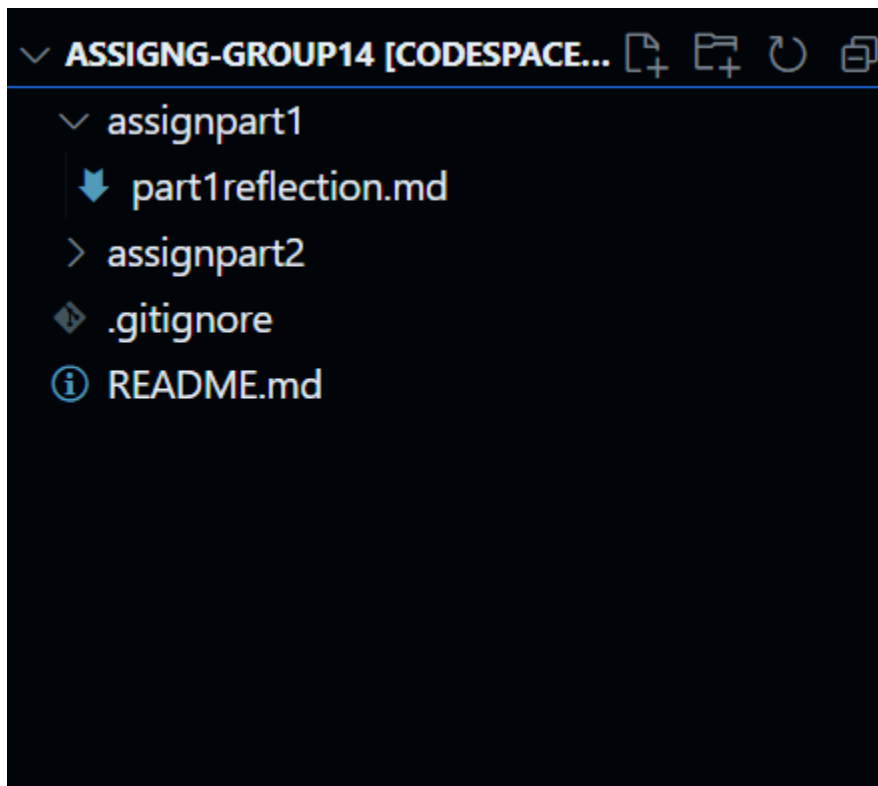 ASSIGNG-GROUP14 [CODESPACE...
assignpart1
part1reflection.md
assignpart2
.gitignore
README.md